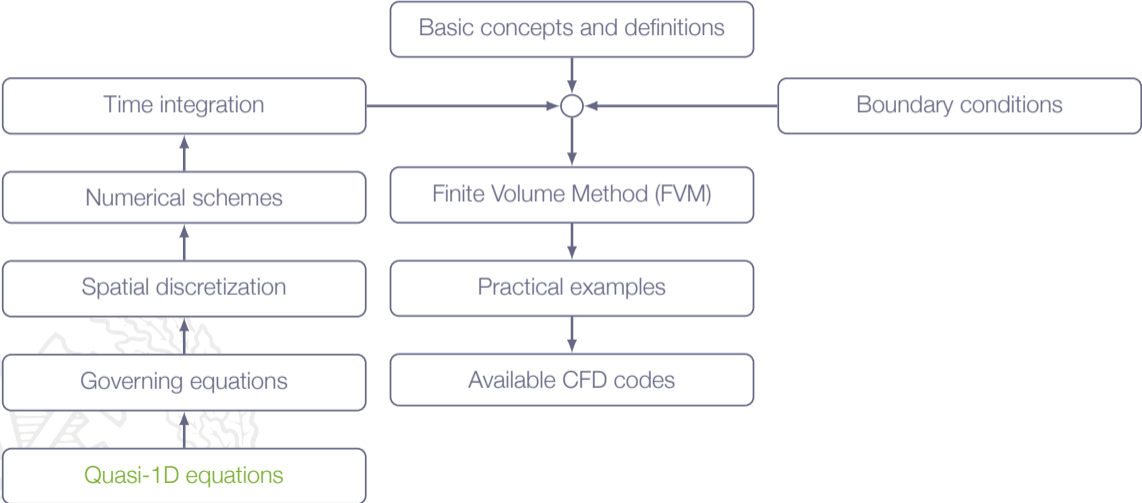 Basic concepts and definitions
Time integration
Boundary conditions
Numerical schemes
Finite Volume Method (FVM)
Spatial discretization
Practical examples
Governing equations
Available CFD codes
Quasi-1D equations